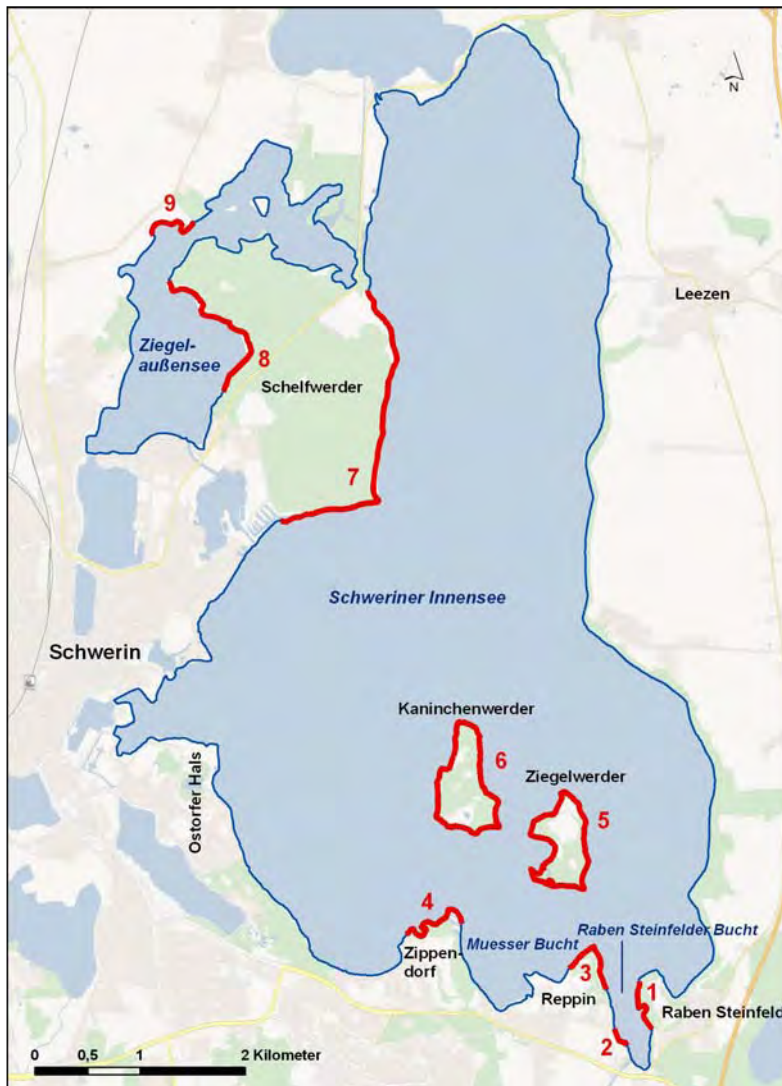 N
9
Leezen
Ziegel-
außensee
8
Schelfwerder
7
Schweriner Innensee
Schwerin
Kaninchenwerder
6
Ziegelwerder
Ostorfer Hals
5
4
Raben Steinfelder Bucht
Muesser Bucht
Zippen-
dorf
3
Reppin
1
Raben Steinfeld
2
0 0,5 1 2 Kilometer